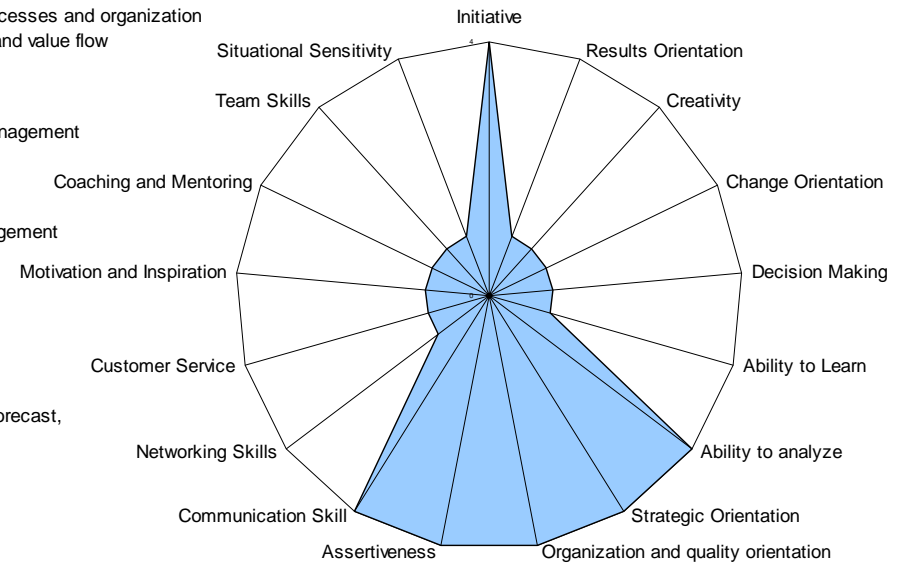 cesses and organization
and value flow
nagement
gement
orecast,
Initiative
4
Situational Sensitivity
Results Orientation
Team Skills
Creativity
Coaching and Mentoring
Change Orientation
Motivation and Inspiration
0
Decision Making
Customer Service
Ability to Learn
Networking Skills
Ability to analyze
Communication Skill
Strategic Orientation
Assertiveness
Organization and quality orientation